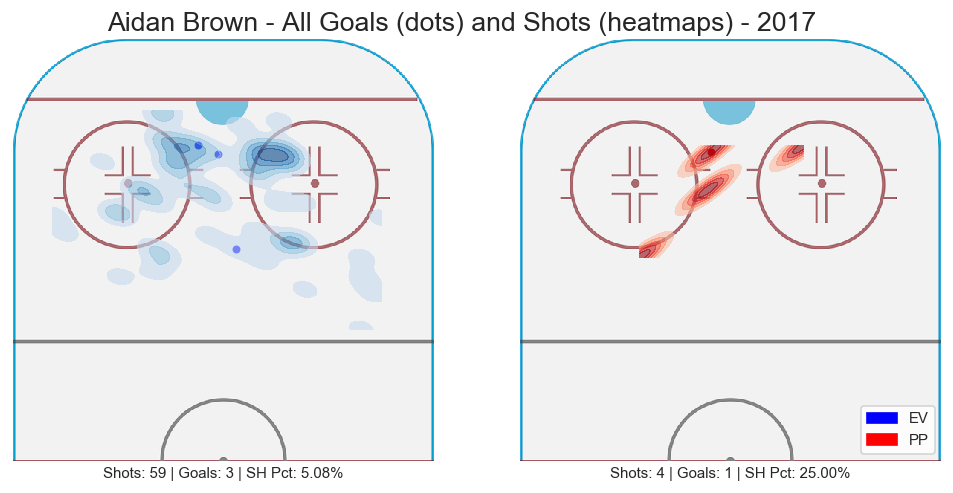 Aidan Brown - All Goals (dots) and Shots (heatmaps) - 2017
EV
PP
Shots: 59 | Goals: 3 | SH Pct: 5.08%
Shots: 4 | Goals: 1 | SH Pct: 25.00%